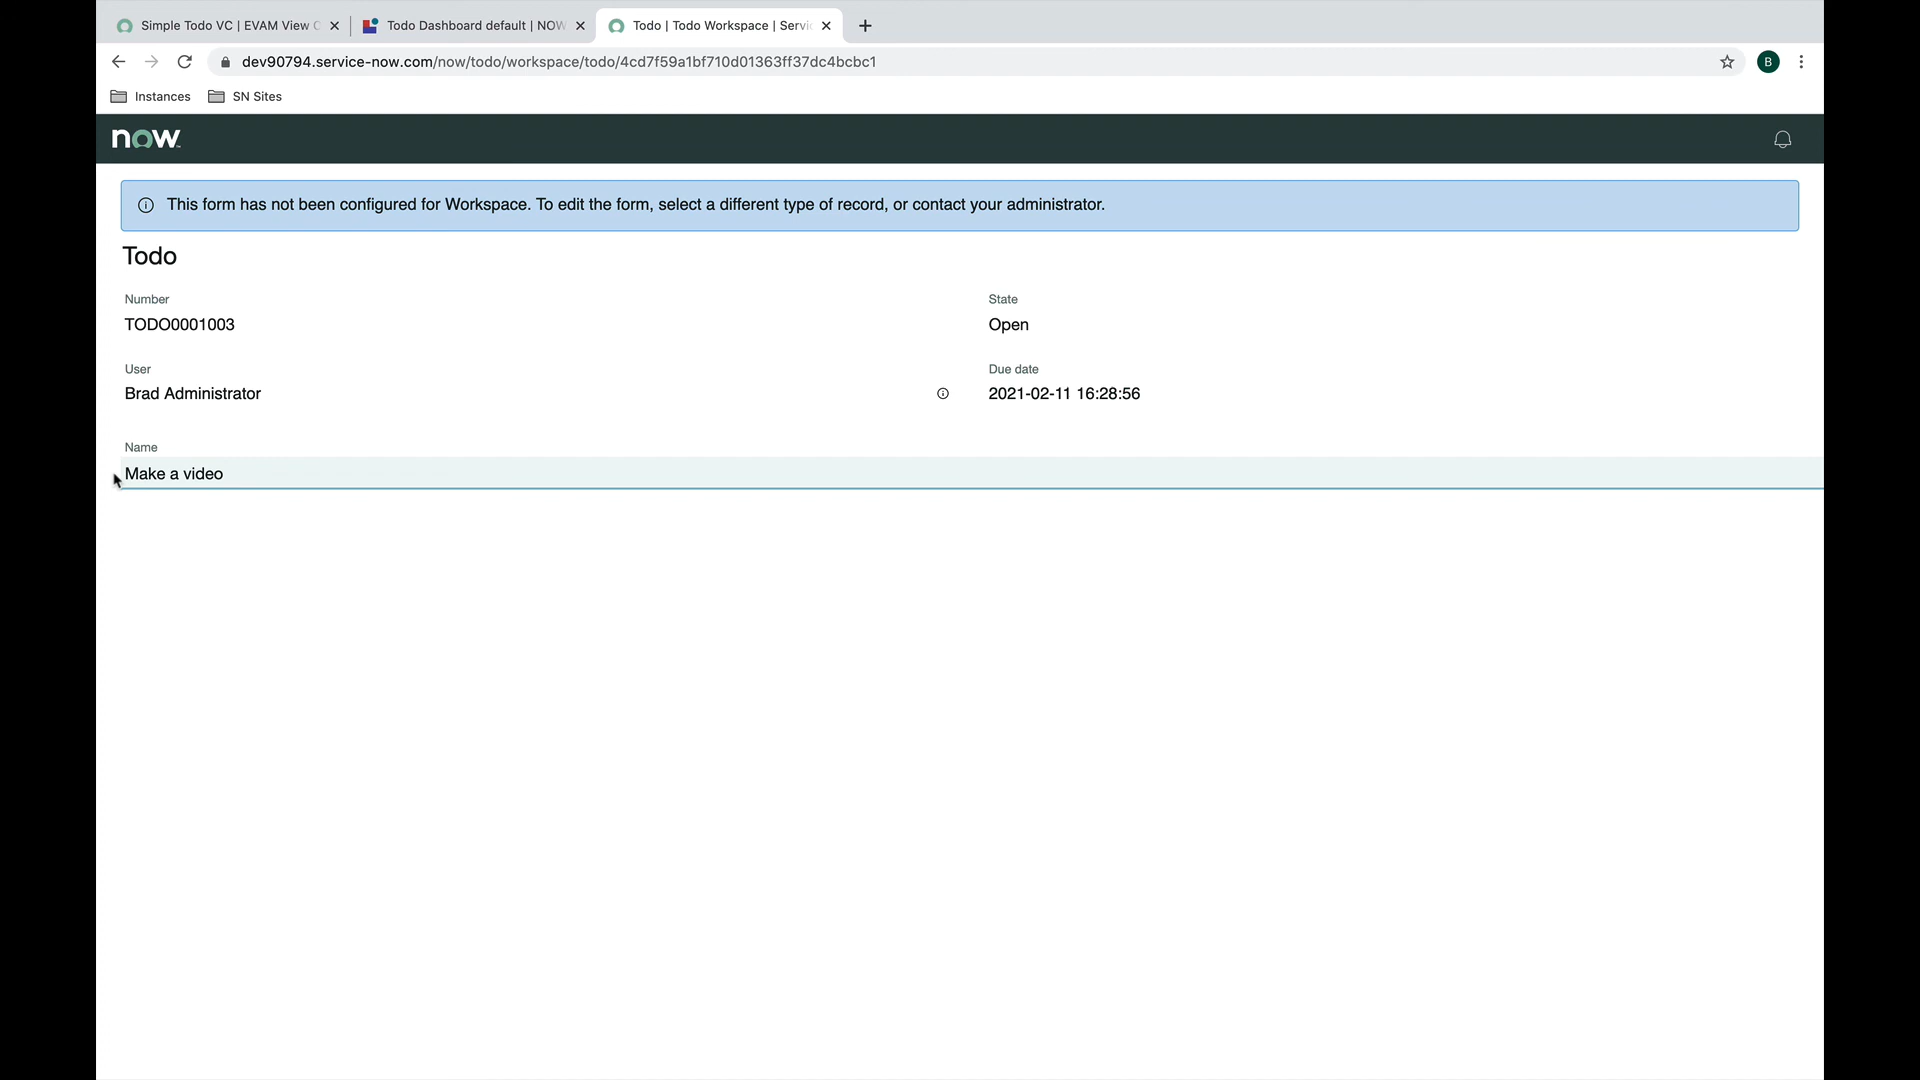 Simple Todo VC | EVAM View
Todo Dashboard default | NOW
Todo | Todo Workspace | Servi
dev90794.service-now.com/now/todo/workspace/todo/4cd7f59a1bf710d01363ff37dc4bcbc1
B
Instances
SN Sites
now
This form has not been configured for Workspace. To edit the form, select a different type of record, or contact your administrator.
Todo
Number
State
TODO0001003
Open
User
Due date
Brad Administrator
2021-02-11 16:28:56
Name
Make a video